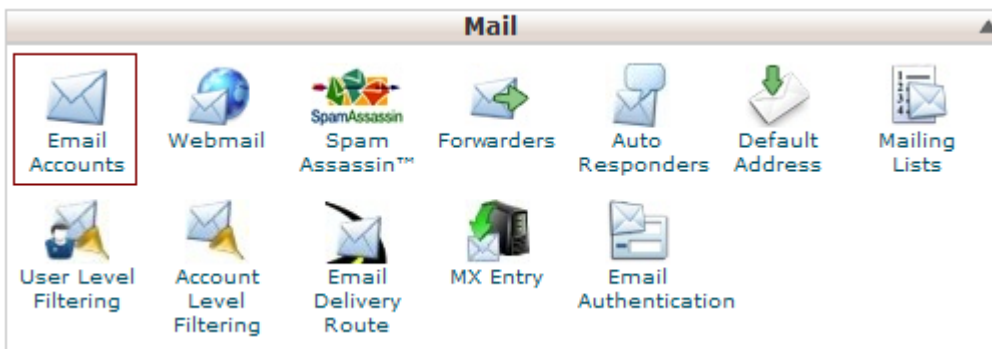 Mail
SpamAssassin
Email
Accounts
Webmail
Spam
Assassin™
Forwarders
Auto
Responders
Default
Address
Mailing
Lists
User Level
Filtering
Account
Level
Filtering
Email
Delivery
Route
MX Entry
Email
Authentication